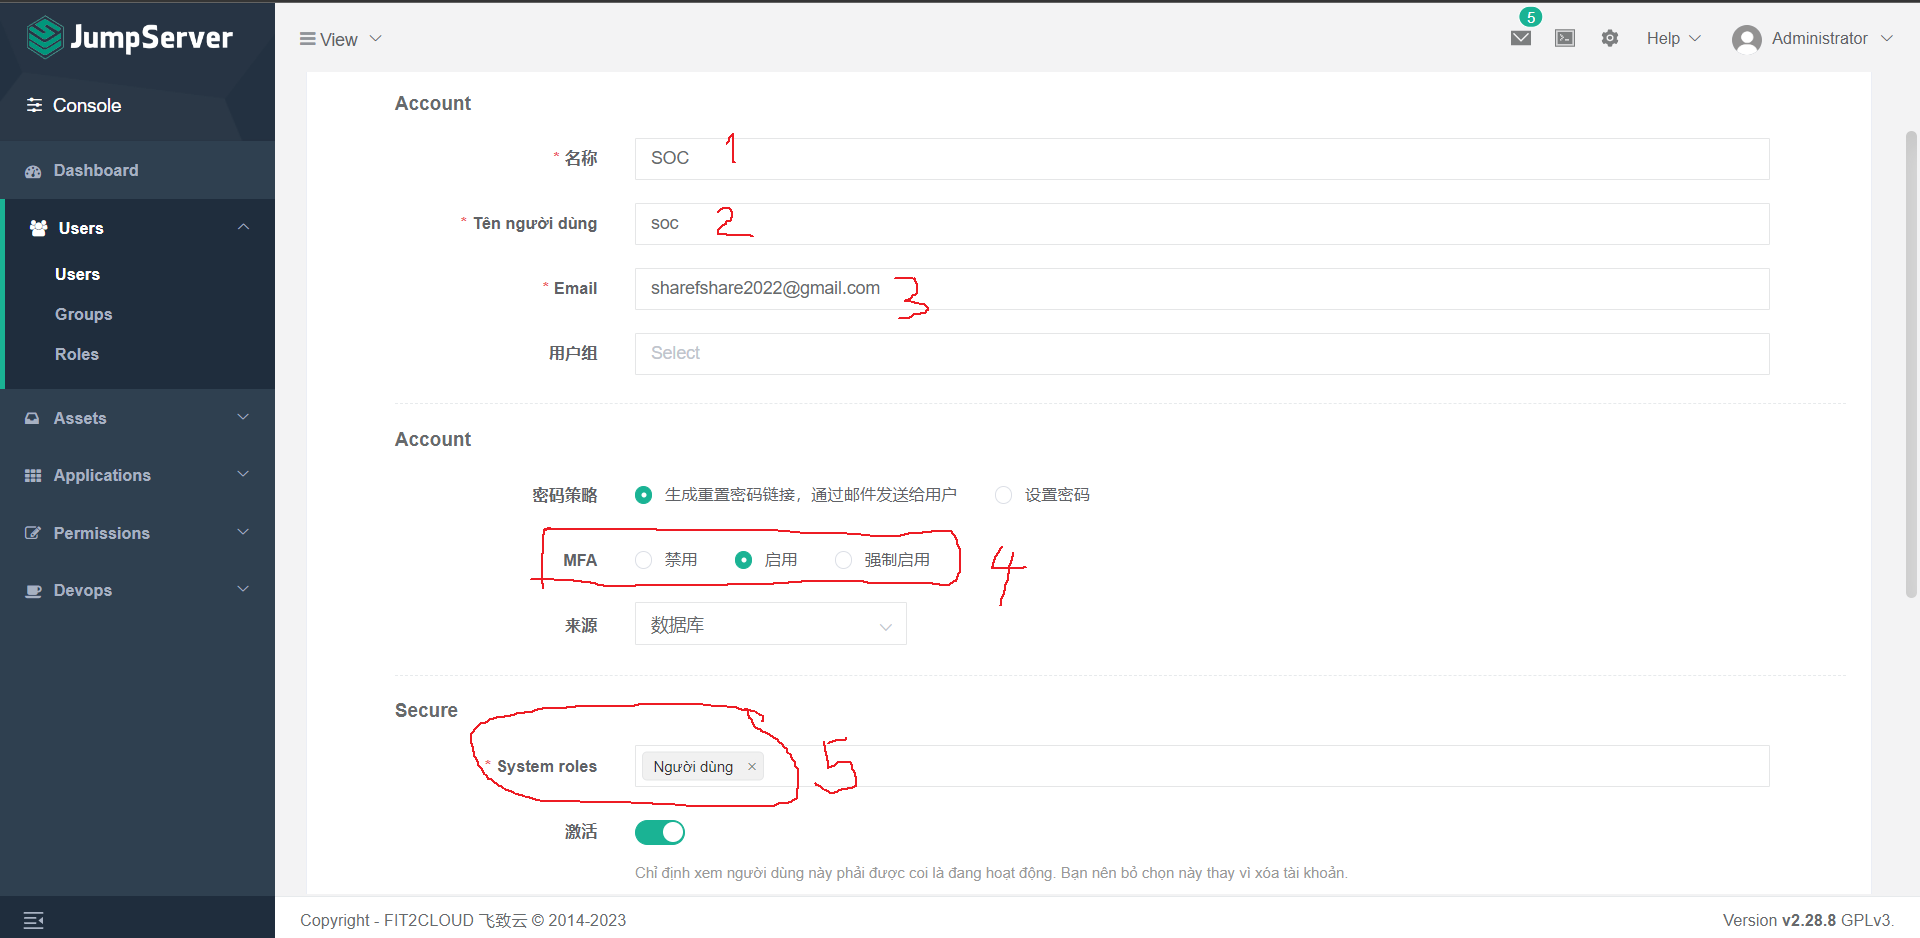 JumpServer
View
5
Help
Administrator
Console
Dashboard
Users
Users
Groups
Roles
Assets
Applications
Permissions
Devops
Account
* 名称 SOC 1
* Tên người dùng soc 2
* Email sharefshare2022@gmail.com 3
用户组 Select
Account
密码策略 生成重置密码链接，通过邮件发送给用户 设置密码
MFA 禁用 启用 强制启用 4
来源 数据库
Secure
* System roles Người dùng × 5
激活
Chỉ định xem người dùng này phải được coi là đang hoạt động. Bạn nên bỏ chọn này thay vì xóa tài khoản.
Copyright - FIT2CLOUD 飞致云 © 2014-2023
Version v2.28.8 GPLv3.